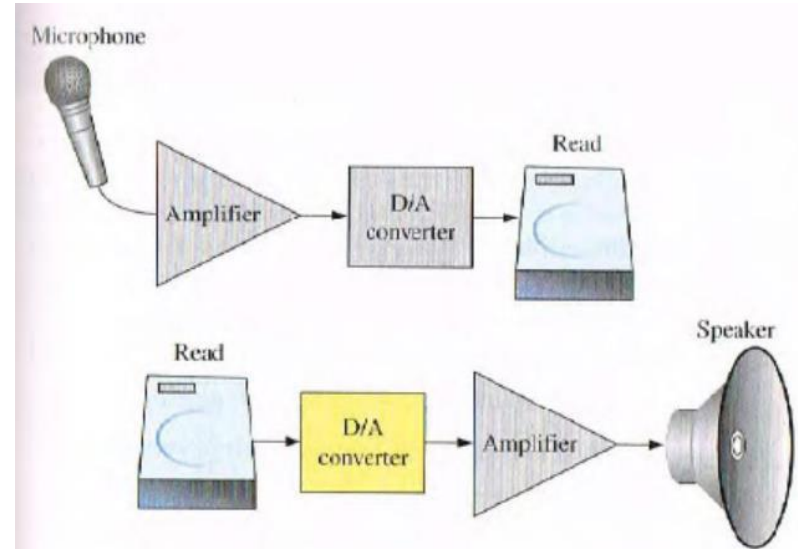 Microphone
Read
Amplifier
D/A
converter
Speaker
Read
D/A
converter
Amplifier